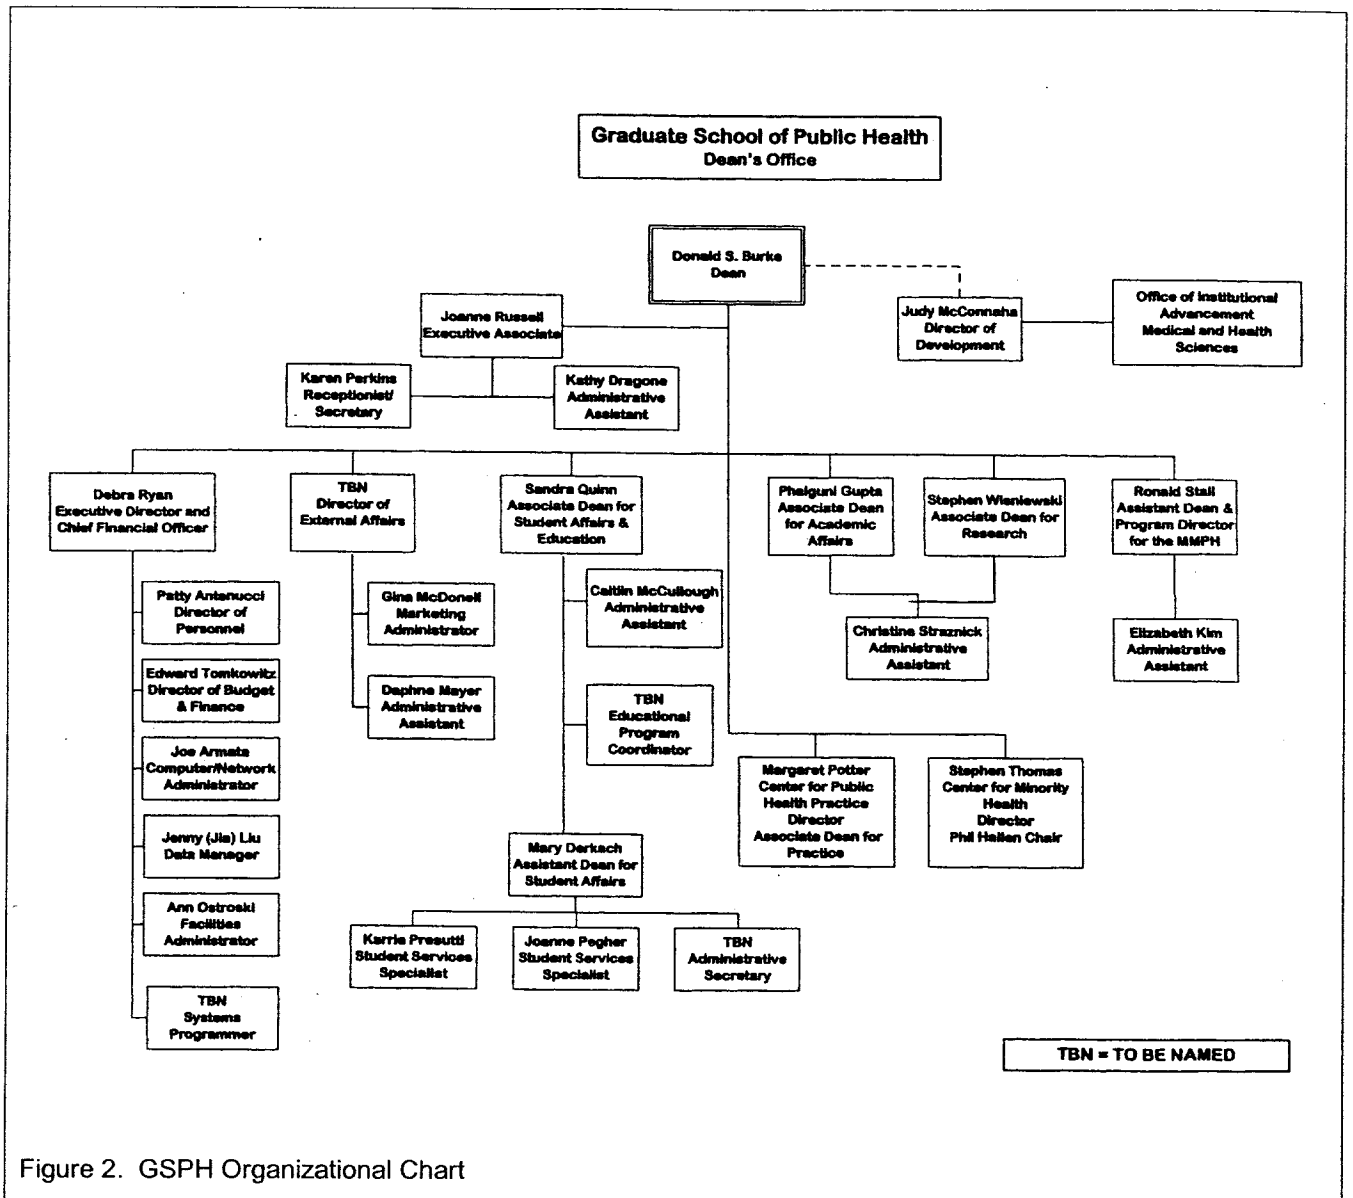 Graduate School of Public Health
Dean's Office
Donald S. Burke
Dean
Joanne Russell
Executive Associate
Judy McConnaha
Director of
Development
Office of Institutional
Advancement
Medical and Health
Sciences
Karen Perkins
Receptionist/
Secretary
Kathy Dragone
Administrative
Assistant
Debra Ryan
Executive Director and
Chief Financial Officer
TBN
Director of
External Affairs
Sandra Quinn
Associate Dean for
Student Affairs &
Education
Phalguni Gupta
Associate Dean
for Academic
Affairs
Stephen Wisniewski
Associate Dean for
Research
Ronald Stall
Assistant Dean &
Program Director
for the MMPH
Patty Antonucci
Director of
Personnel
Edward Tomkowitz
Director of Budget
& Finance
Joe Armata
Computer/Network
Administrator
Jenny (Jia) Liu
Data Manager
Ann Ostroski
Facilities
Administrator
TBN
Systems
Programmer
Gina McDonell
Marketing
Administrator
Daphne Mayer
Administrative
Assistant
Caitlin McCullough
Administrative
Assistant
TBN
Educational
Program
Coordinator
Mary Derkach
Assistant Dean for
Student Affairs
Karrie Presutti
Student Services
Specialist
Joanne Pegher
Student Services
Specialist
TBN
Administrative
Secretary
Christine Straznick
Administrative
Assistant
Elizabeth Kim
Administrative
Assistant
Margaret Potter
Center for Public
Health Practice
Director
Associate Dean for
Practice
Stephen Thomas
Center for Minority
Health
Director
Phil Hallen Chair
TBN = TO BE NAMED
Figure 2. GSPH Organizational Chart